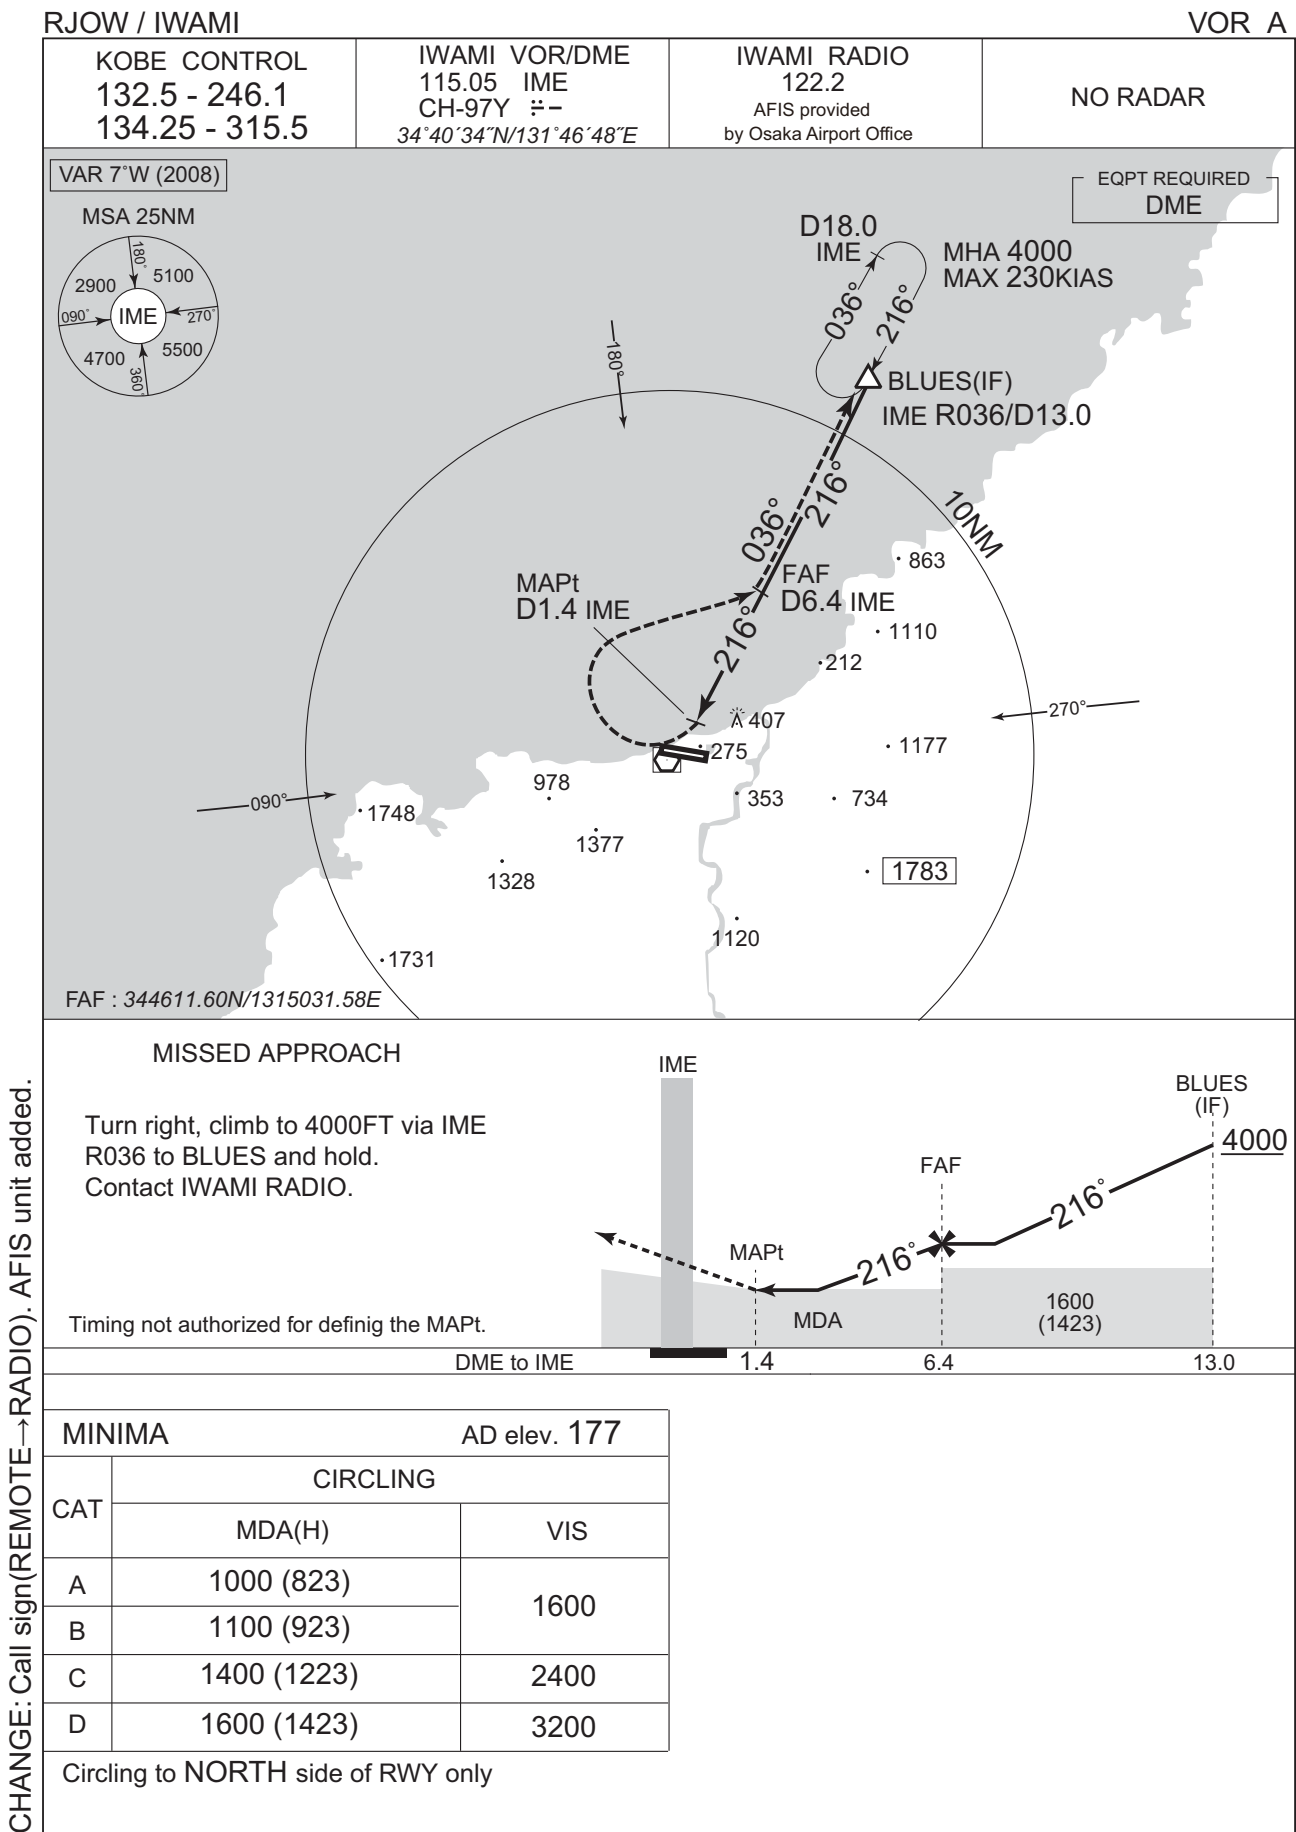 RJOW / IWAMI
VOR A
KOBE CONTROL
132.5 - 246.1
134.25 - 315.5
IWAMI VOR/DME
115.05 IME
CH-97Y
34˚40´34˝N/131˚46´48˝E
IWAMI RADIO
122.2
AFIS provided
by Osaka Airport Office
NO RADAR
VAR 7˚W (2008)
MSA 25NM
180˚
2900
5100
090˚
IME
270˚
4700
5500
360˚
EQPT REQUIRED
DME
D18.0
IME
MHA 4000
MAX 230KIAS
036°
216°
180°
BLUES(IF)
IME R036/D13.0
036°
216°
10NM
863
MAPt
D1.4 IME
FAF
D6.4 IME
216°
1110
212
270°
407
275
1177
978
090°
1748
353
734
1377
1328
1783
1120
1731
FAF : 344611.60N/1315031.58E
MISSED APPROACH
Turn right, climb to 4000FT via IME
R036 to BLUES and hold.
Contact IWAMI RADIO.
Timing not authorized for definig the MAPt.
IME
BLUES
(IF)
4000
FAF
216°
MAPt
216°
MDA
1600
(1423)
DME to IME
1.4
6.4
13.0
MINIMA
AD elev. 177
CAT
CIRCLING
MDA(H)
VIS
A
1000 (823)
1600
B
1100 (923)
C
1400 (1223)
2400
D
1600 (1423)
3200
Circling to NORTH side of RWY only
CHANGE: Call sign(REMOTE→RADIO). AFIS unit added.